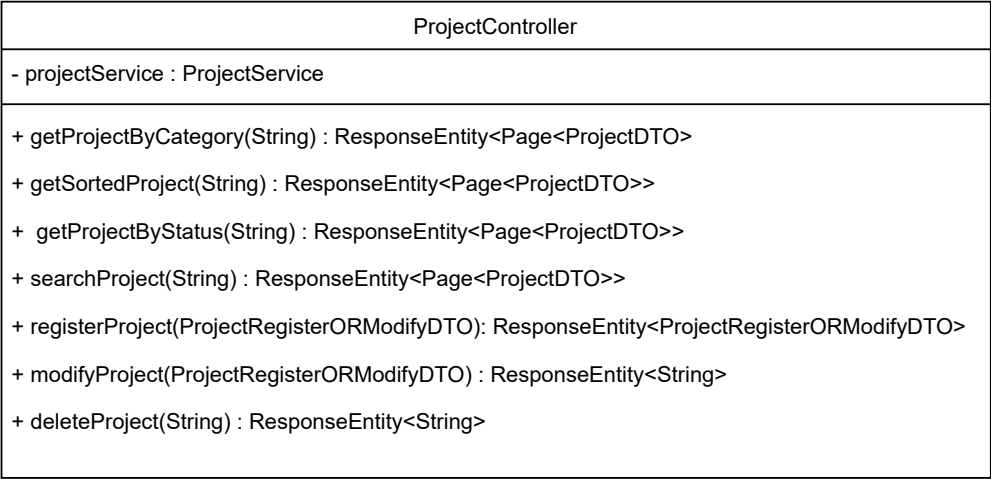 ProjectController
- projectService : ProjectService
+ getProjectByCategory(String) : ResponseEntity<Page<ProjectDTO>
+ getSortedProject(String) : ResponseEntity<Page<ProjectDTO>>
+  getProjectByStatus(String) : ResponseEntity<Page<ProjectDTO>>
+ searchProject(String) : ResponseEntity<Page<ProjectDTO>>
+ registerProject(ProjectRegisterORModifyDTO): ResponseEntity<ProjectRegisterORModifyDTO>
+ modifyProject(ProjectRegisterORModifyDTO) : ResponseEntity<String>
+ deleteProject(String) : ResponseEntity<String>